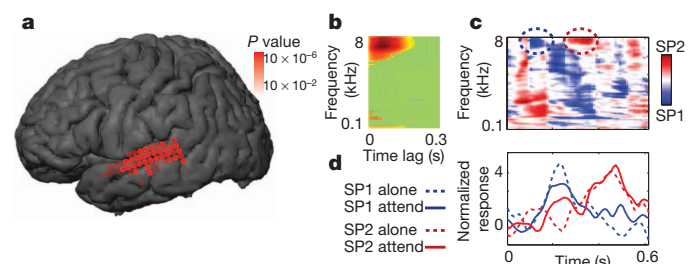 a
P value
10 × 10⁻⁶
10 × 10⁻²
b
Frequency
(kHz)
8
0.1
0
0.3
Time lag (s)
c
Frequency
(kHz)
8
0.1
SP2
SP1
d
SP1 alone
SP1 attend
SP2 alone
SP2 attend
Normalized
response
4
0
0
0.6
Time (s)